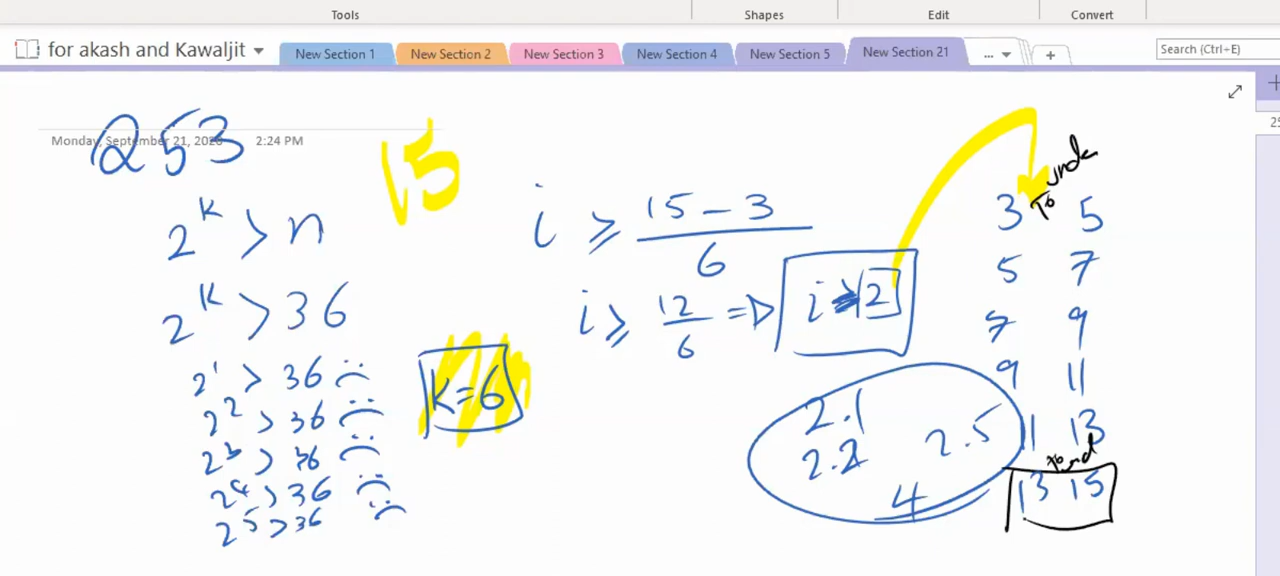 Tools Shapes Edit Convert
for akash and Kawaljit
New Section 1 New Section 2 New Section 3 New Section 4 New Section 5 New Section 21 ... +
Search (Ctrl+E)
Monday, September 21, 2020 2:24 PM
Q53
15
2^k > n
2^k > 36
2^1 > 36
2^2 > 36
2^3 > 36
2^4 > 36
2^5 > 36
k=6
i ≥ 15 - 3 / 6
i ≥ 12 / 6 => i ≥ 2
2.1
2.2 2.5
4
3 To under 5
5 7
7 9
9 11
11 13
13 15